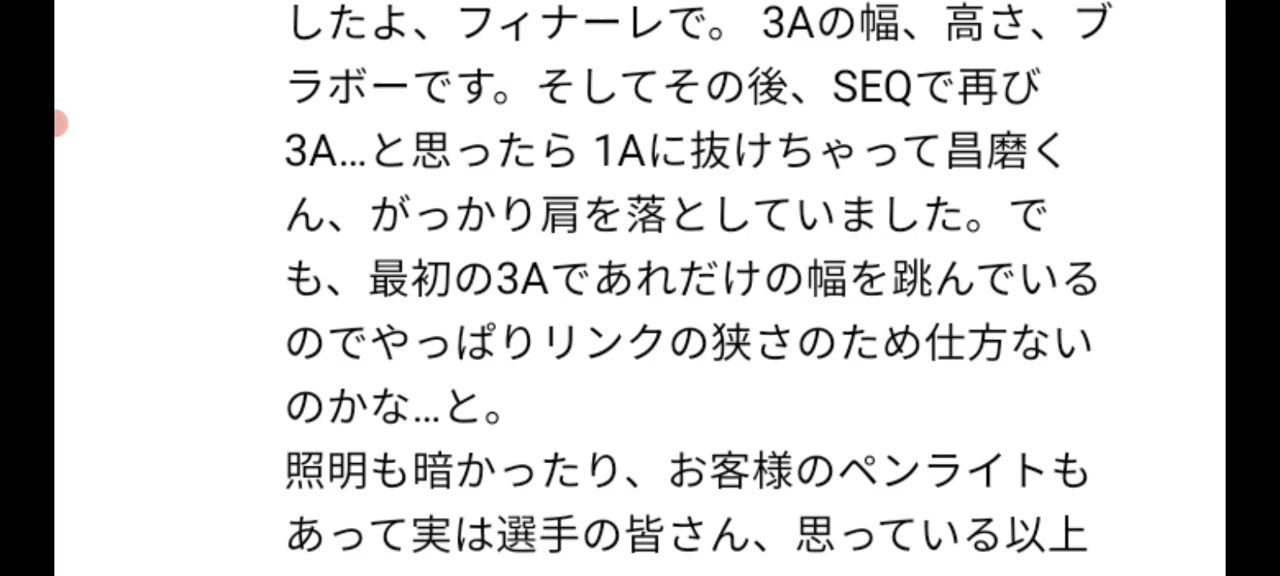 したよ、フィナーレで。 3Aの幅、高さ、ブ
ラボーです。そしてその後、SEQで再び
3A…と思ったら 1Aに抜けちゃって昌磨く
ん、がっかり肩を落としていました。で
も、最初の3Aであれだけの幅を跳んでいる
のでやっぱりリンクの狭さのため仕方ない
のかな…と。
照明も暗かったり、お客様のペンライトも
あって実は選手の皆さん、思っている以上